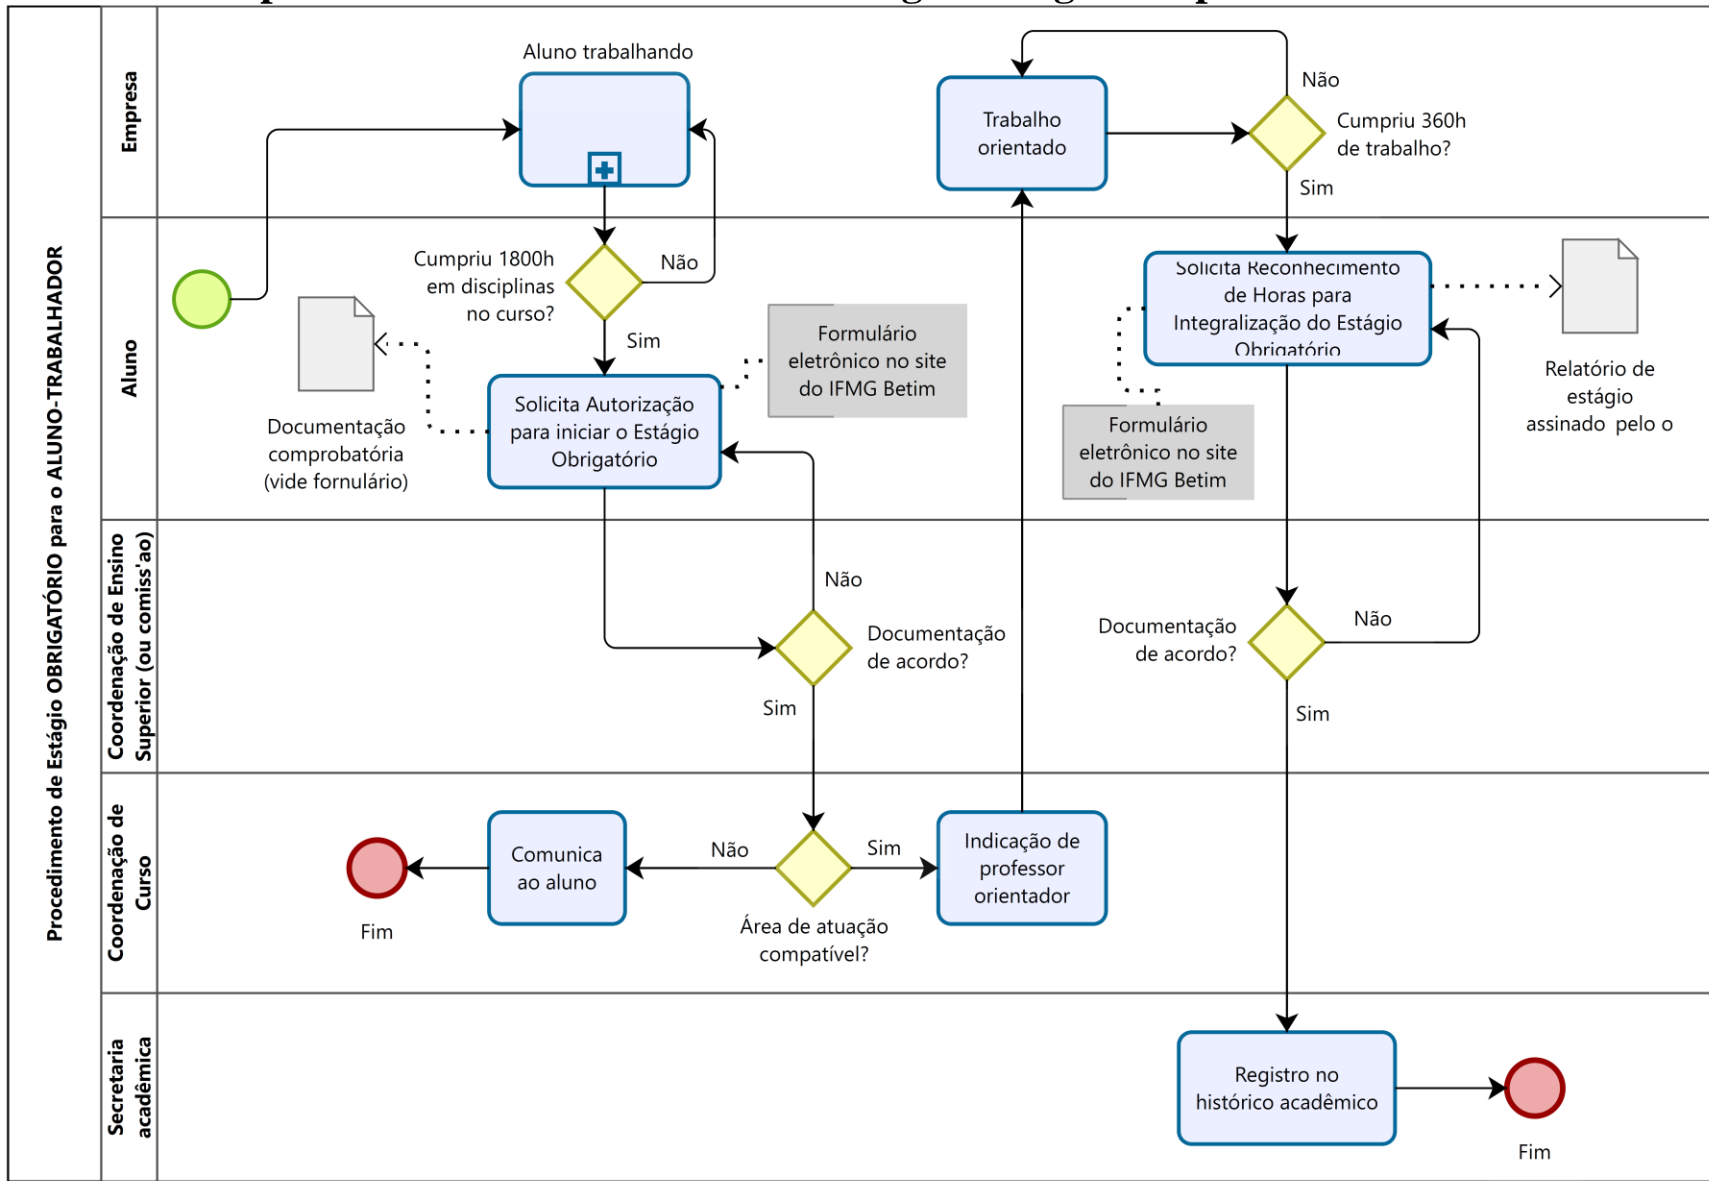 Procedimento de Estágio OBRIGATÓRIO para o ALUNO-TRABALHADOR
Empresa
Aluno trabalhando
Trabalho
orientado
Não
Cumpriu 360h
de trabalho?
Sim
Aluno
Cumpriu 1800h
em disciplinas
no curso?
Não
Sim
Documentação
comprobatória
(vide fornulário)
Solicita Autorização
para iniciar o Estágio
Obrigatório
Formulário
eletrônico no site
do IFMG Betim
Solicita Reconhecimento
de Horas para
Integralização do Estágio
Obrigatório
Formulário
eletrônico no site
do IFMG Betim
Relatório de
estágio
assinado pelo o
Coordenação de Ensino
Superior (ou comiss'ao)
Não
Documentação
de acordo?
Sim
Documentação
de acordo?
Não
Sim
Coordenação de
Curso
Fim
Comunica
ao aluno
Não
Sim
Área de atuação
compatível?
Indicação de
professor
orientador
Secretaria
acadêmica
Registro no
histórico acadêmico
Fim